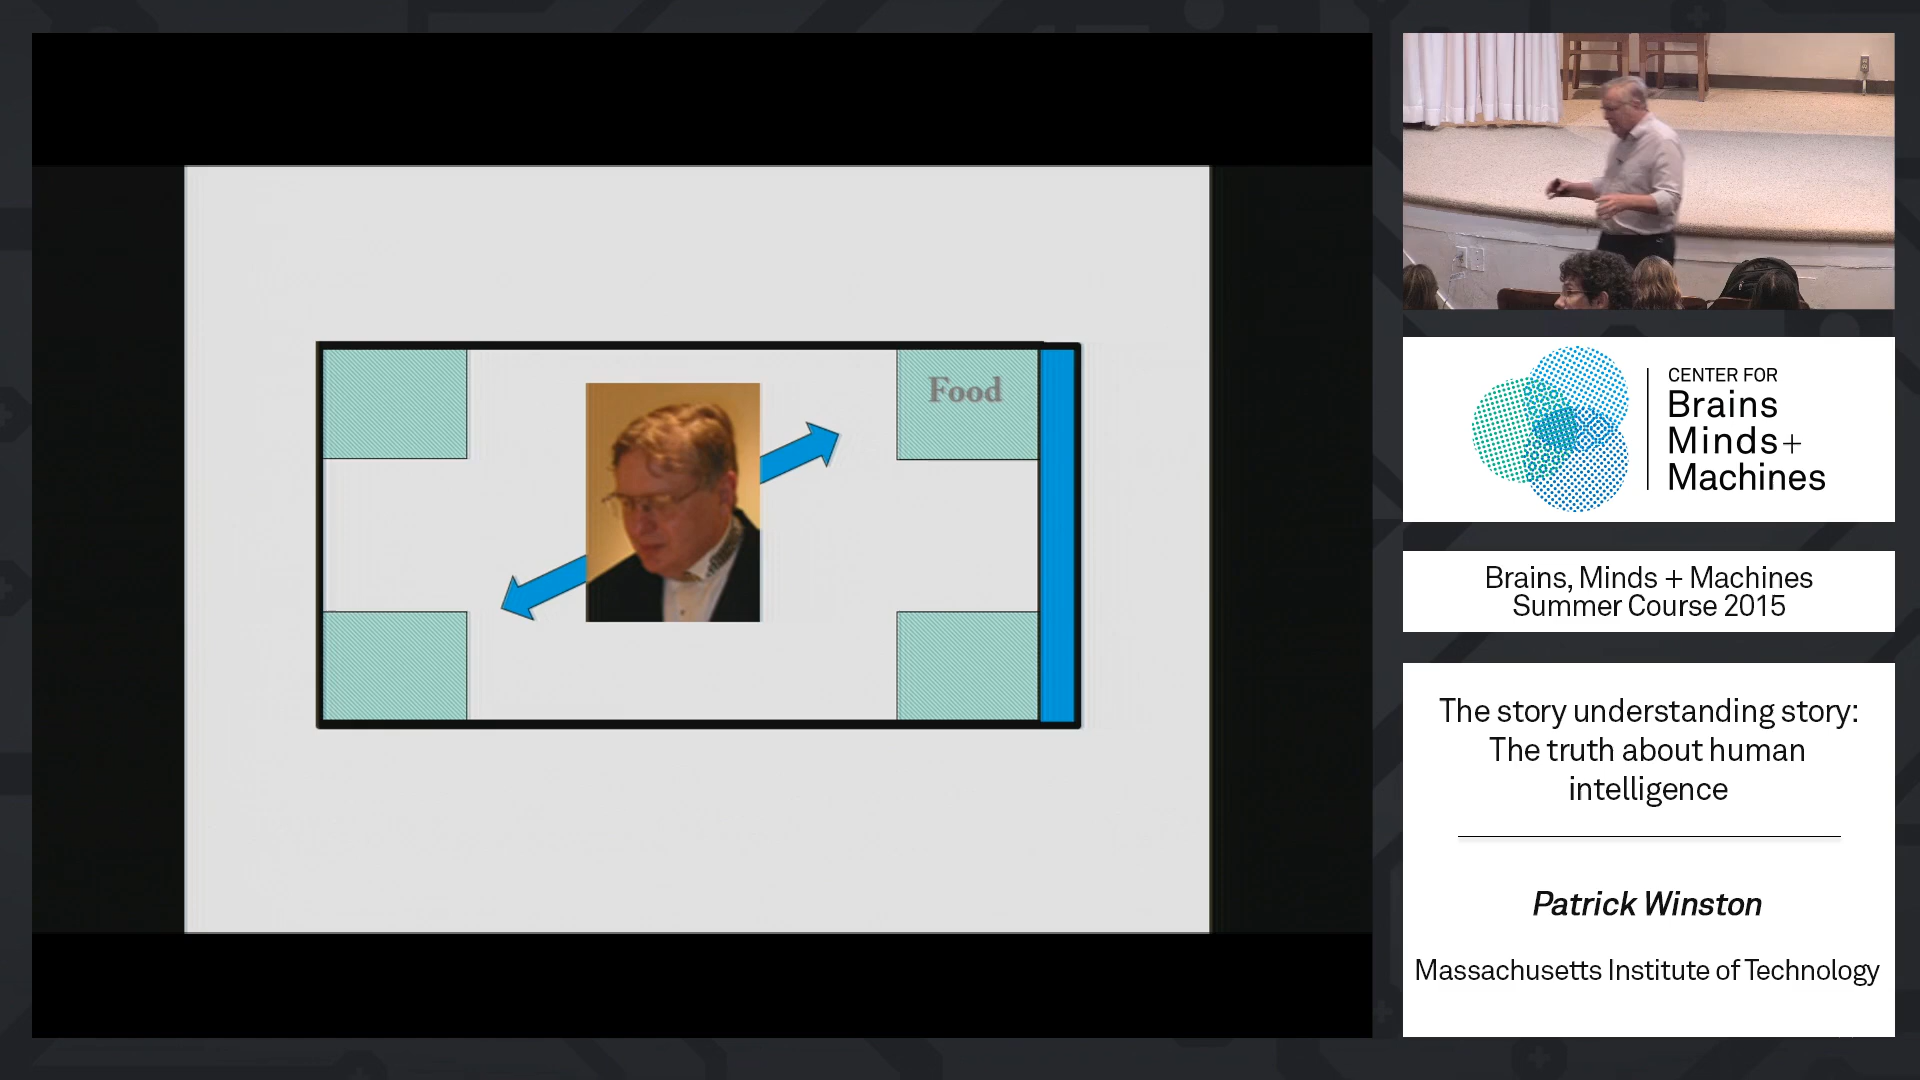 Food
CENTER FOR
Brains
Minds+
Machines
Brains, Minds + Machines
Summer Course 2015
The story understanding story:
The truth about human
intelligence
Patrick Winston
Massachusetts Institute of Technology